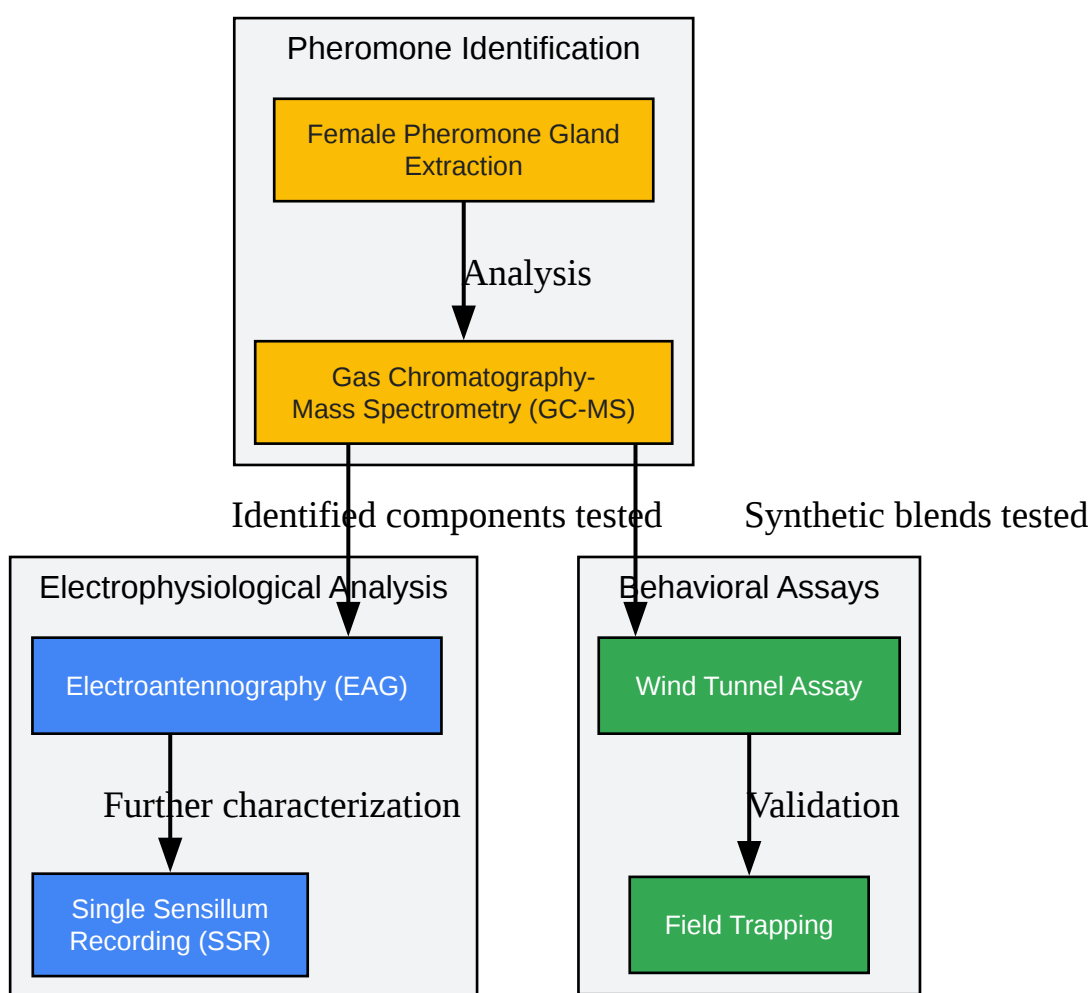 Pheromone Identification
Female Pheromone Gland
Extraction
Analysis
Gas Chromatography-
Mass Spectrometry (GC-MS)
Identified components tested
Synthetic blends tested
Electrophysiological Analysis
Behavioral Assays
Electroantennography (EAG)
Wind Tunnel Assay
Further characterization
Validation
Single Sensillum
Recording (SSR)
Field Trapping